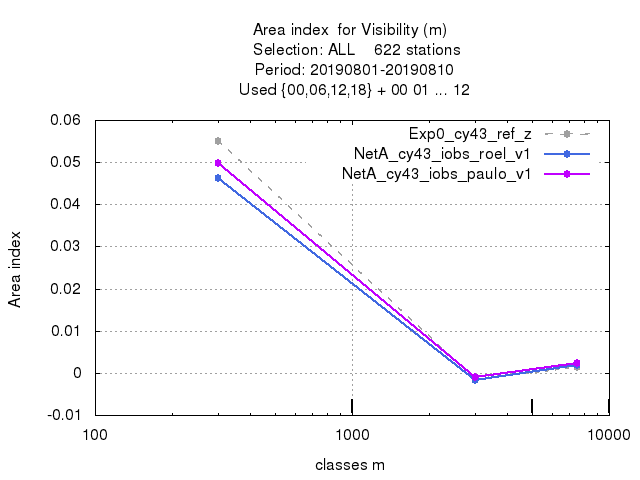 Area index  for Visibility (m)
Selection: ALL    622 stations
Period: 20190801-20190810
Used {00,06,12,18} + 00 01 ... 12
Exp0_cy43_ref_z
NetA_cy43_iobs_roel_v1
NetA_cy43_iobs_paulo_v1
0.06
0.05
0.04
0.03
0.02
0.01
0
-0.01
Area index
100
1000
10000
classes m